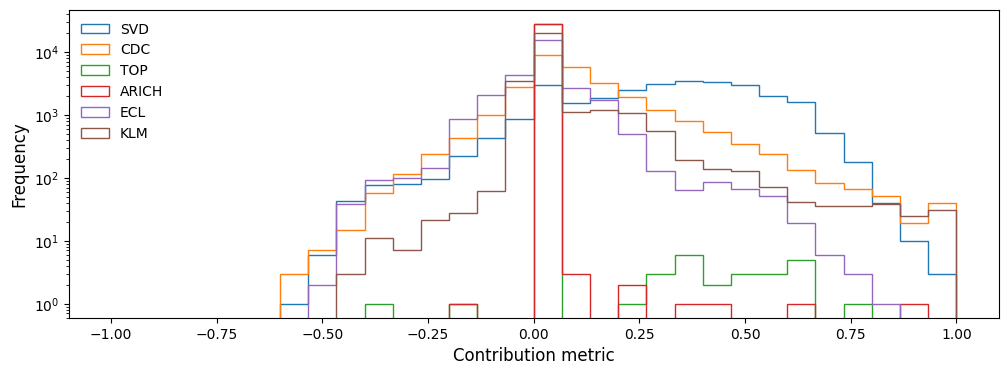 SVD
CDC
TOP
ARICH
ECL
KLM
Frequency
10⁴
10³
10²
10¹
10⁰
−1.00 −0.75 −0.50 −0.25 0.00 0.25 0.50 0.75 1.00
Contribution metric